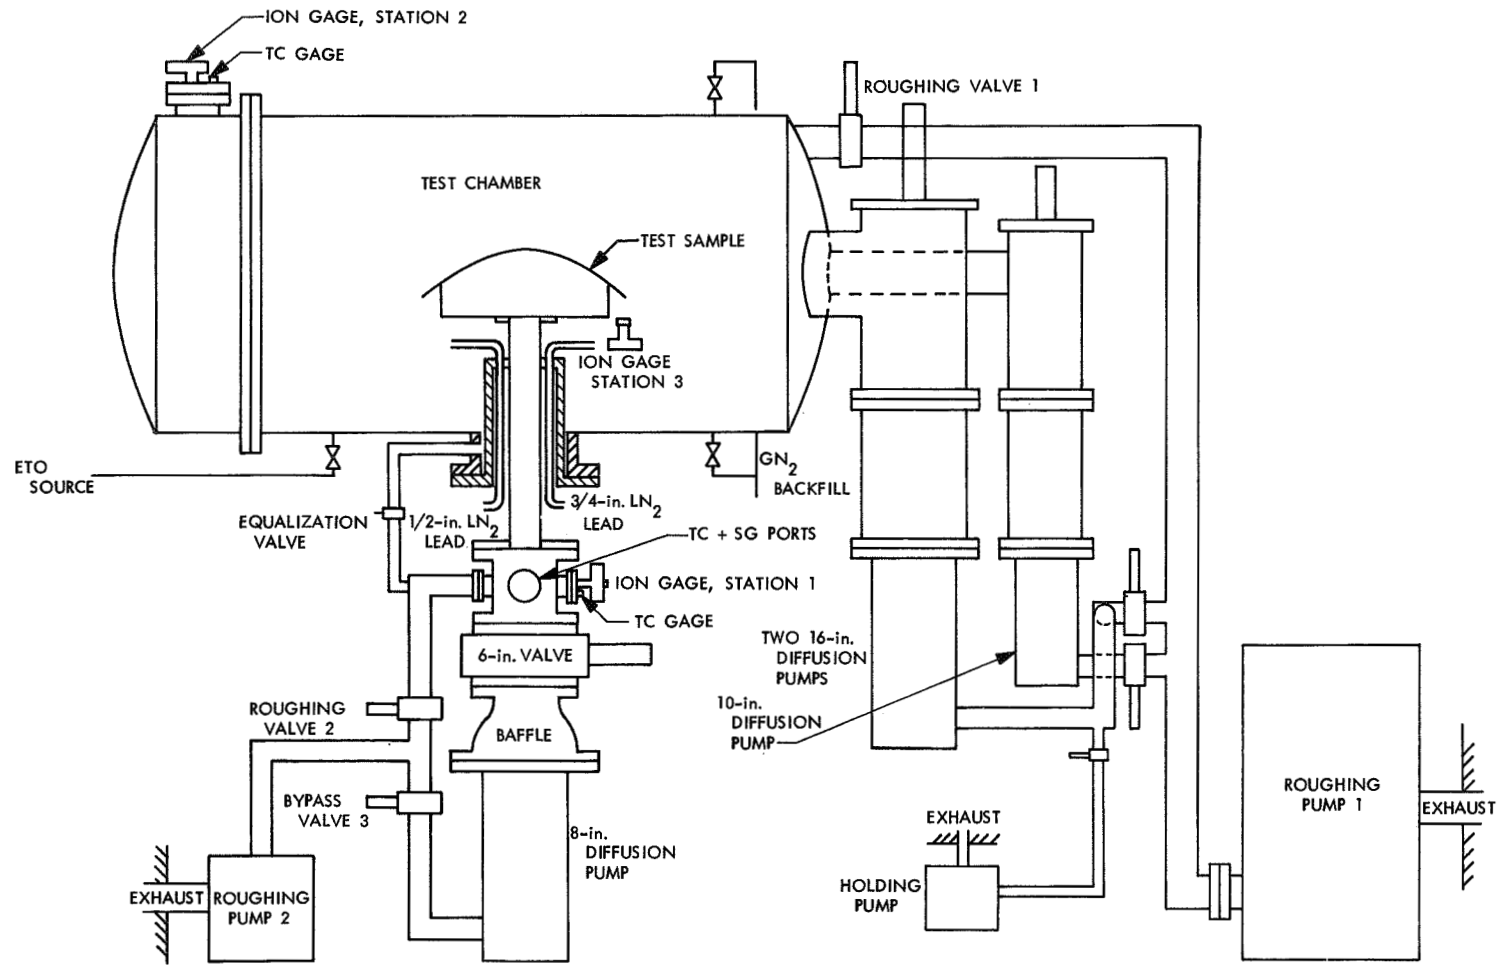 ION GAGE, STATION 2
TC GAGE
ROUGHING VALVE 1
TEST CHAMBER
TEST SAMPLE
ION GAGE
STATION 3
ETO
SOURCE
GN2
BACKFILL
EQUALIZATION
VALVE
1/2-in. LN2
LEAD
3/4-in. LN2
LEAD
TC + SG PORTS
ION GAGE, STATION 1
TC GAGE
6-in. VALVE
TWO 16-in.
DIFFUSION
PUMPS
10-in.
DIFFUSION
PUMP
ROUGHING
VALVE 2
BAFFLE
BYPASS
VALVE 3
8-in.
DIFFUSION
PUMP
ROUGHING
PUMP 1
EXHAUST
EXHAUST
HOLDING
PUMP
EXHAUST
ROUGHING
PUMP 2